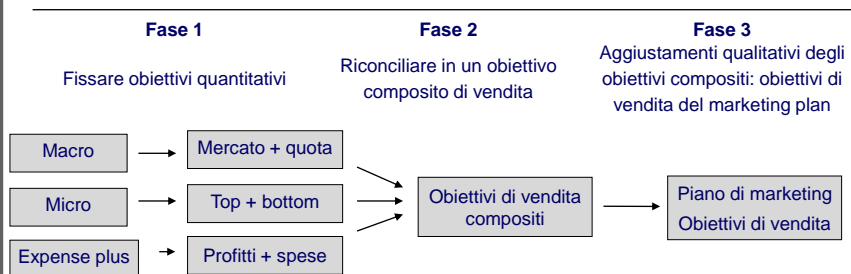 Fase 1
Fissare obiettivi quantitativi
Fase 2
Riconciliare in un obiettivo
composito di vendita
Fase 3
Aggiustamenti qualitativi degli
obiettivi compositi: obiettivi di
vendita del marketing plan
Macro
Mercato + quota
Micro
Top + bottom
Expense plus
Profitti + spese
Obiettivi di vendita
compositi
Piano di marketing
Obiettivi di vendita